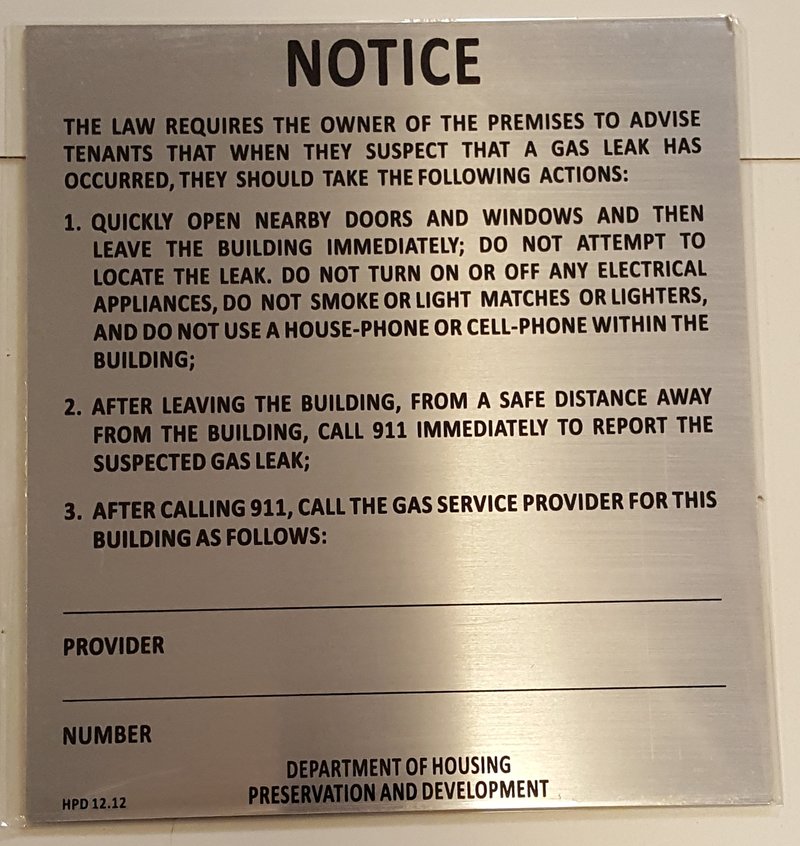 NOTICE
THE LAW REQUIRES THE OWNER OF THE PREMISES TO ADVISE
TENANTS THAT WHEN THEY SUSPECT THAT A GAS LEAK HAS
OCCURRED, THEY SHOULD TAKE THE FOLLOWING ACTIONS:
1. QUICKLY OPEN NEARBY DOORS AND WINDOWS AND THEN
LEAVE THE BUILDING IMMEDIATELY; DO NOT ATTEMPT TO
LOCATE THE LEAK. DO NOT TURN ON OR OFF ANY ELECTRICAL
APPLIANCES, DO NOT SMOKE OR LIGHT MATCHES OR LIGHTERS,
AND DO NOT USE A HOUSE-PHONE OR CELL-PHONE WITHIN THE
BUILDING;
2. AFTER LEAVING THE BUILDING, FROM A SAFE DISTANCE AWAY
FROM THE BUILDING, CALL 911 IMMEDIATELY TO REPORT THE
SUSPECTED GAS LEAK;
3. AFTER CALLING 911, CALL THE GAS SERVICE PROVIDER FOR THIS
BUILDING AS FOLLOWS:
PROVIDER
NUMBER
DEPARTMENT OF HOUSING
PRESERVATION AND DEVELOPMENT
HPD 12.12